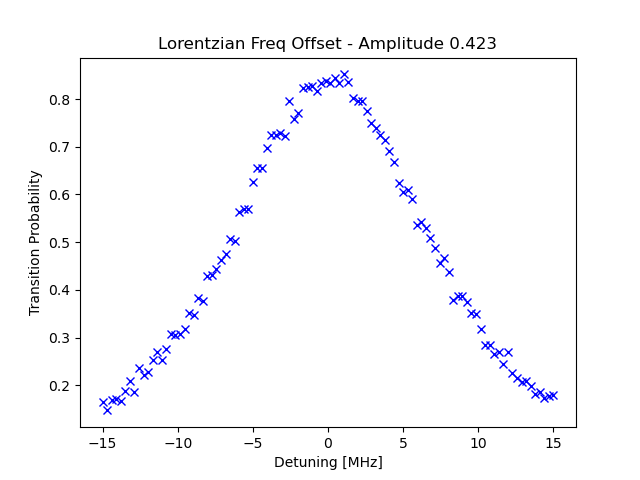 Lorentzian Freq Offset - Amplitude 0.423
Transition Probability
0.8
0.7
0.6
0.5
0.4
0.3
0.2
−15 −10 −5 0 5 10 15
Detuning [MHz]